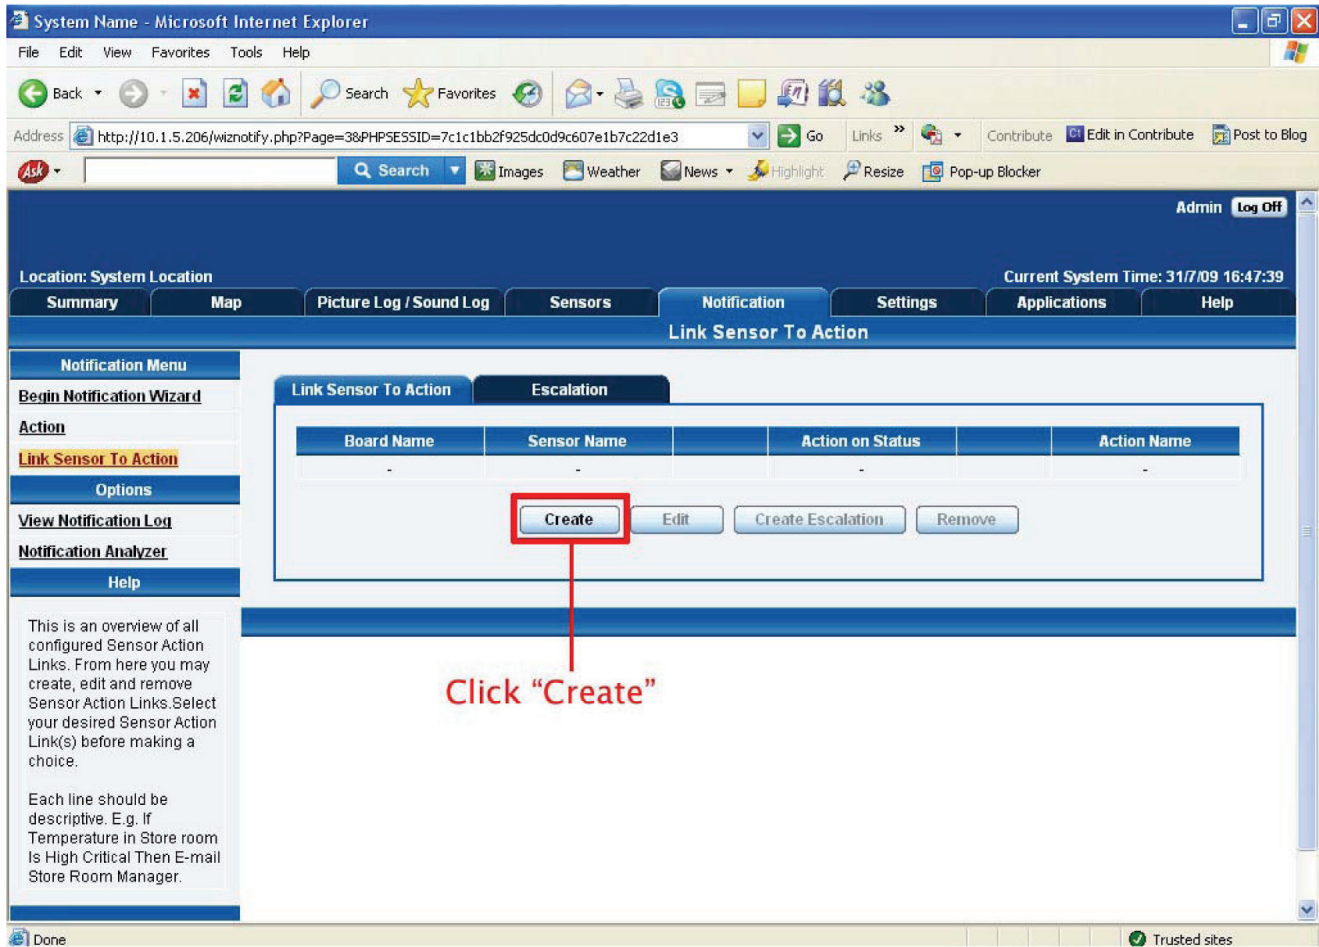 System Name - Microsoft Internet Explorer
File Edit View Favorites Tools Help
Back Search Favorites
Address http://10.1.5.206/wiznotify.php?Page=3&PHPSESSID=7c1c1bb2f925dc0d9c607e1b7c22d1e3 Go Links » Contribute Edit in Contribute Post to Blog
Ask Search Images Weather News Highlight Resize Pop-up Blocker
Admin Log Off
Location: System Location Current System Time: 31/7/09 16:47:39
Summary Map Picture Log / Sound Log Sensors Notification Settings Applications Help
Link Sensor To Action
Notification Menu
Begin Notification Wizard
Action
Link Sensor To Action
Options
View Notification Log
Notification Analyzer
Help
This is an overview of all
configured Sensor Action
Links. From here you may
create, edit and remove
Sensor Action Links.Select
your desired Sensor Action
Link(s) before making a
choice.
Each line should be
descriptive. E.g. If
Temperature in Store room
Is High Critical Then E-mail
Store Room Manager.
Link Sensor To Action Escalation
Board Name Sensor Name Action on Status Action Name
- - - -
Create Edit Create Escalation Remove
Click “Create”
Done Trusted sites